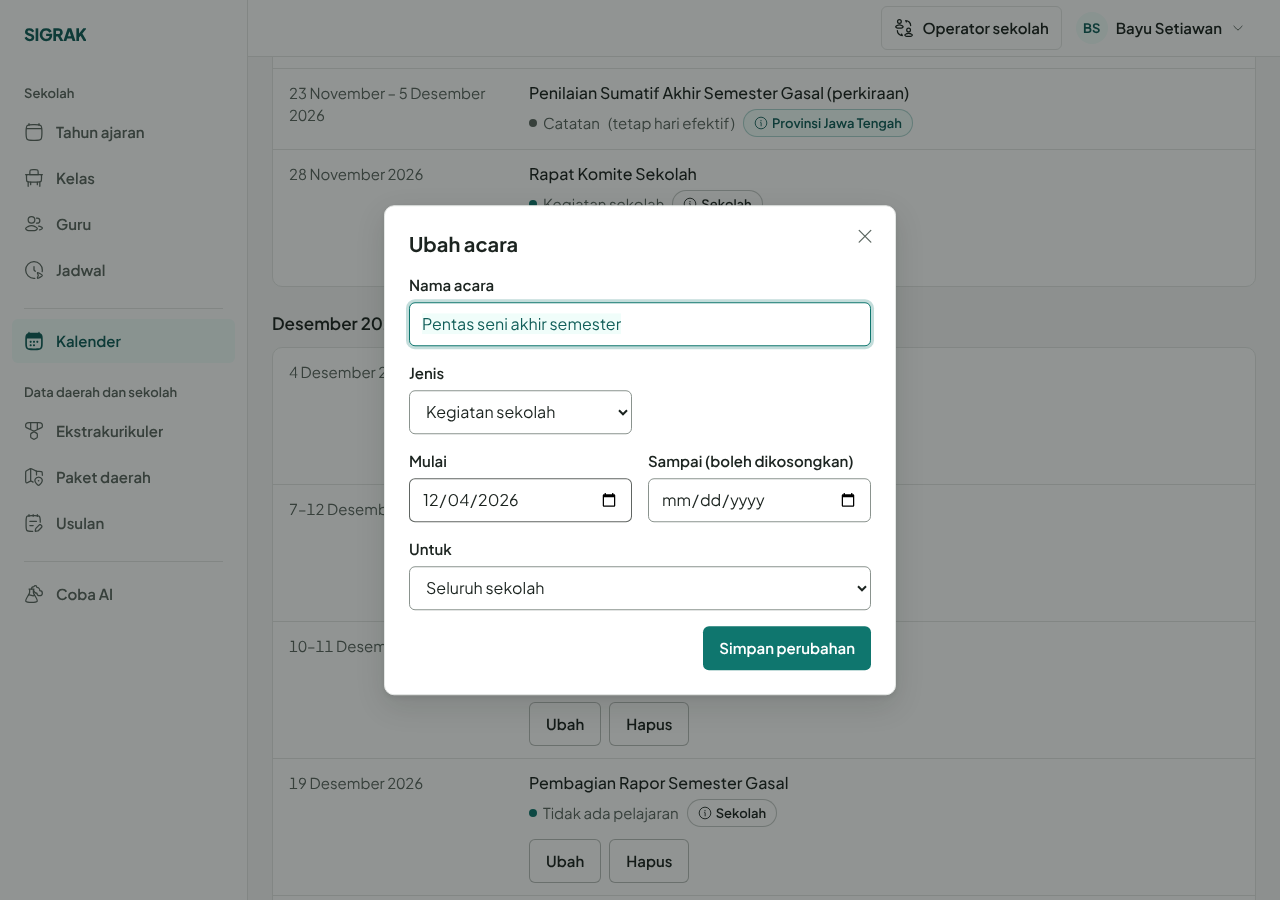 SIGRAK
Operator sekolah
BS Bayu Setiawan
Sekolah
Tahun ajaran
Kelas
Guru
Jadwal
Kalender
Data daerah dan sekolah
Ekstrakurikuler
Paket daerah
Usulan
Coba AI
23 November – 5 Desember 2026
Penilaian Sumatif Akhir Semester Gasal (perkiraan)
Catatan (tetap hari efektif) Provinsi Jawa Tengah
28 November 2026
Rapat Komite Sekolah
Kegiatan sekolah Sekolah
Desember 20
4 Desember 2
7–12 Desemb
10–11 Desem
Ubah acara
Nama acara
Pentas seni akhir semester
Jenis
Kegiatan sekolah
Mulai
Sampai (boleh dikosongkan)
12/04/2026
mm/dd/yyyy
Untuk
Seluruh sekolah
Simpan perubahan
Ubah Hapus
19 Desember 2026
Pembagian Rapor Semester Gasal
Tidak ada pelajaran Sekolah
Ubah Hapus